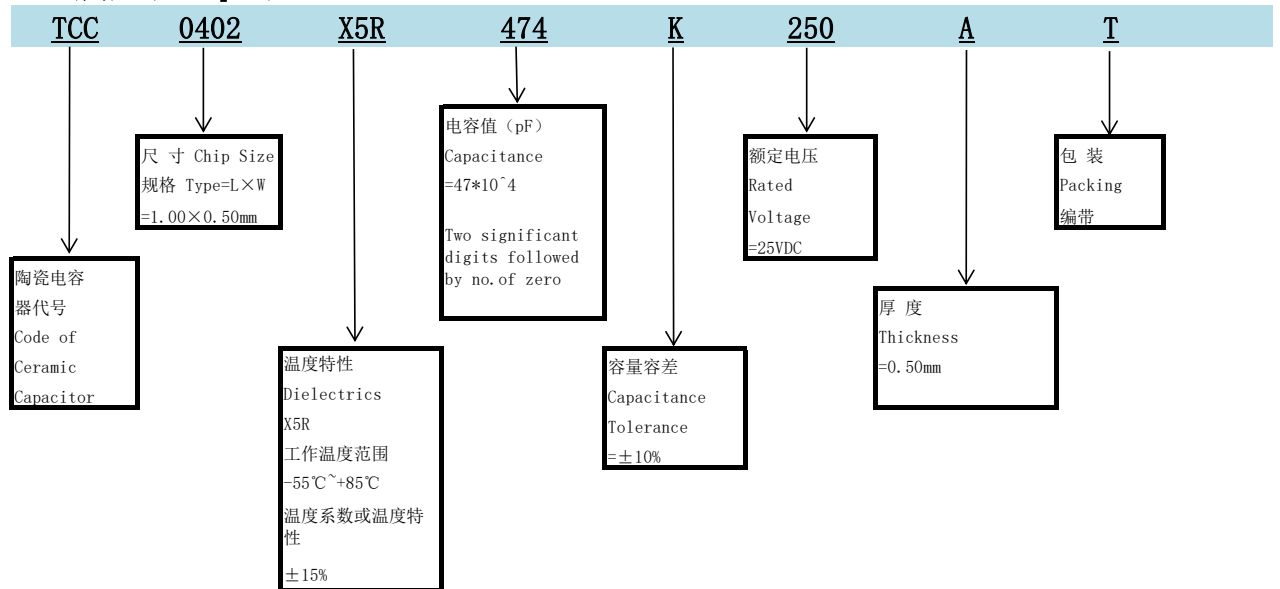 TCC 0402 X5R 474 K 250 A T
陶瓷电容
器代号
Code of
Ceramic
Capacitor
尺 寸 Chip Size
规格 Type=L×W
=1.00×0.50mm
温度特性
Dielectrics
X5R
工作温度范围
-55℃~+85℃
温度系数或温度特
性
±15%
电容值（pF）
Capacitance
=47*10^4
Two significant
digits followed
by no.of zero
容量容差
Capacitance
Tolerance
=±10%
额定电压
Rated
Voltage
=25VDC
厚 度
Thickness
=0.50mm
包 装
Packing
编带